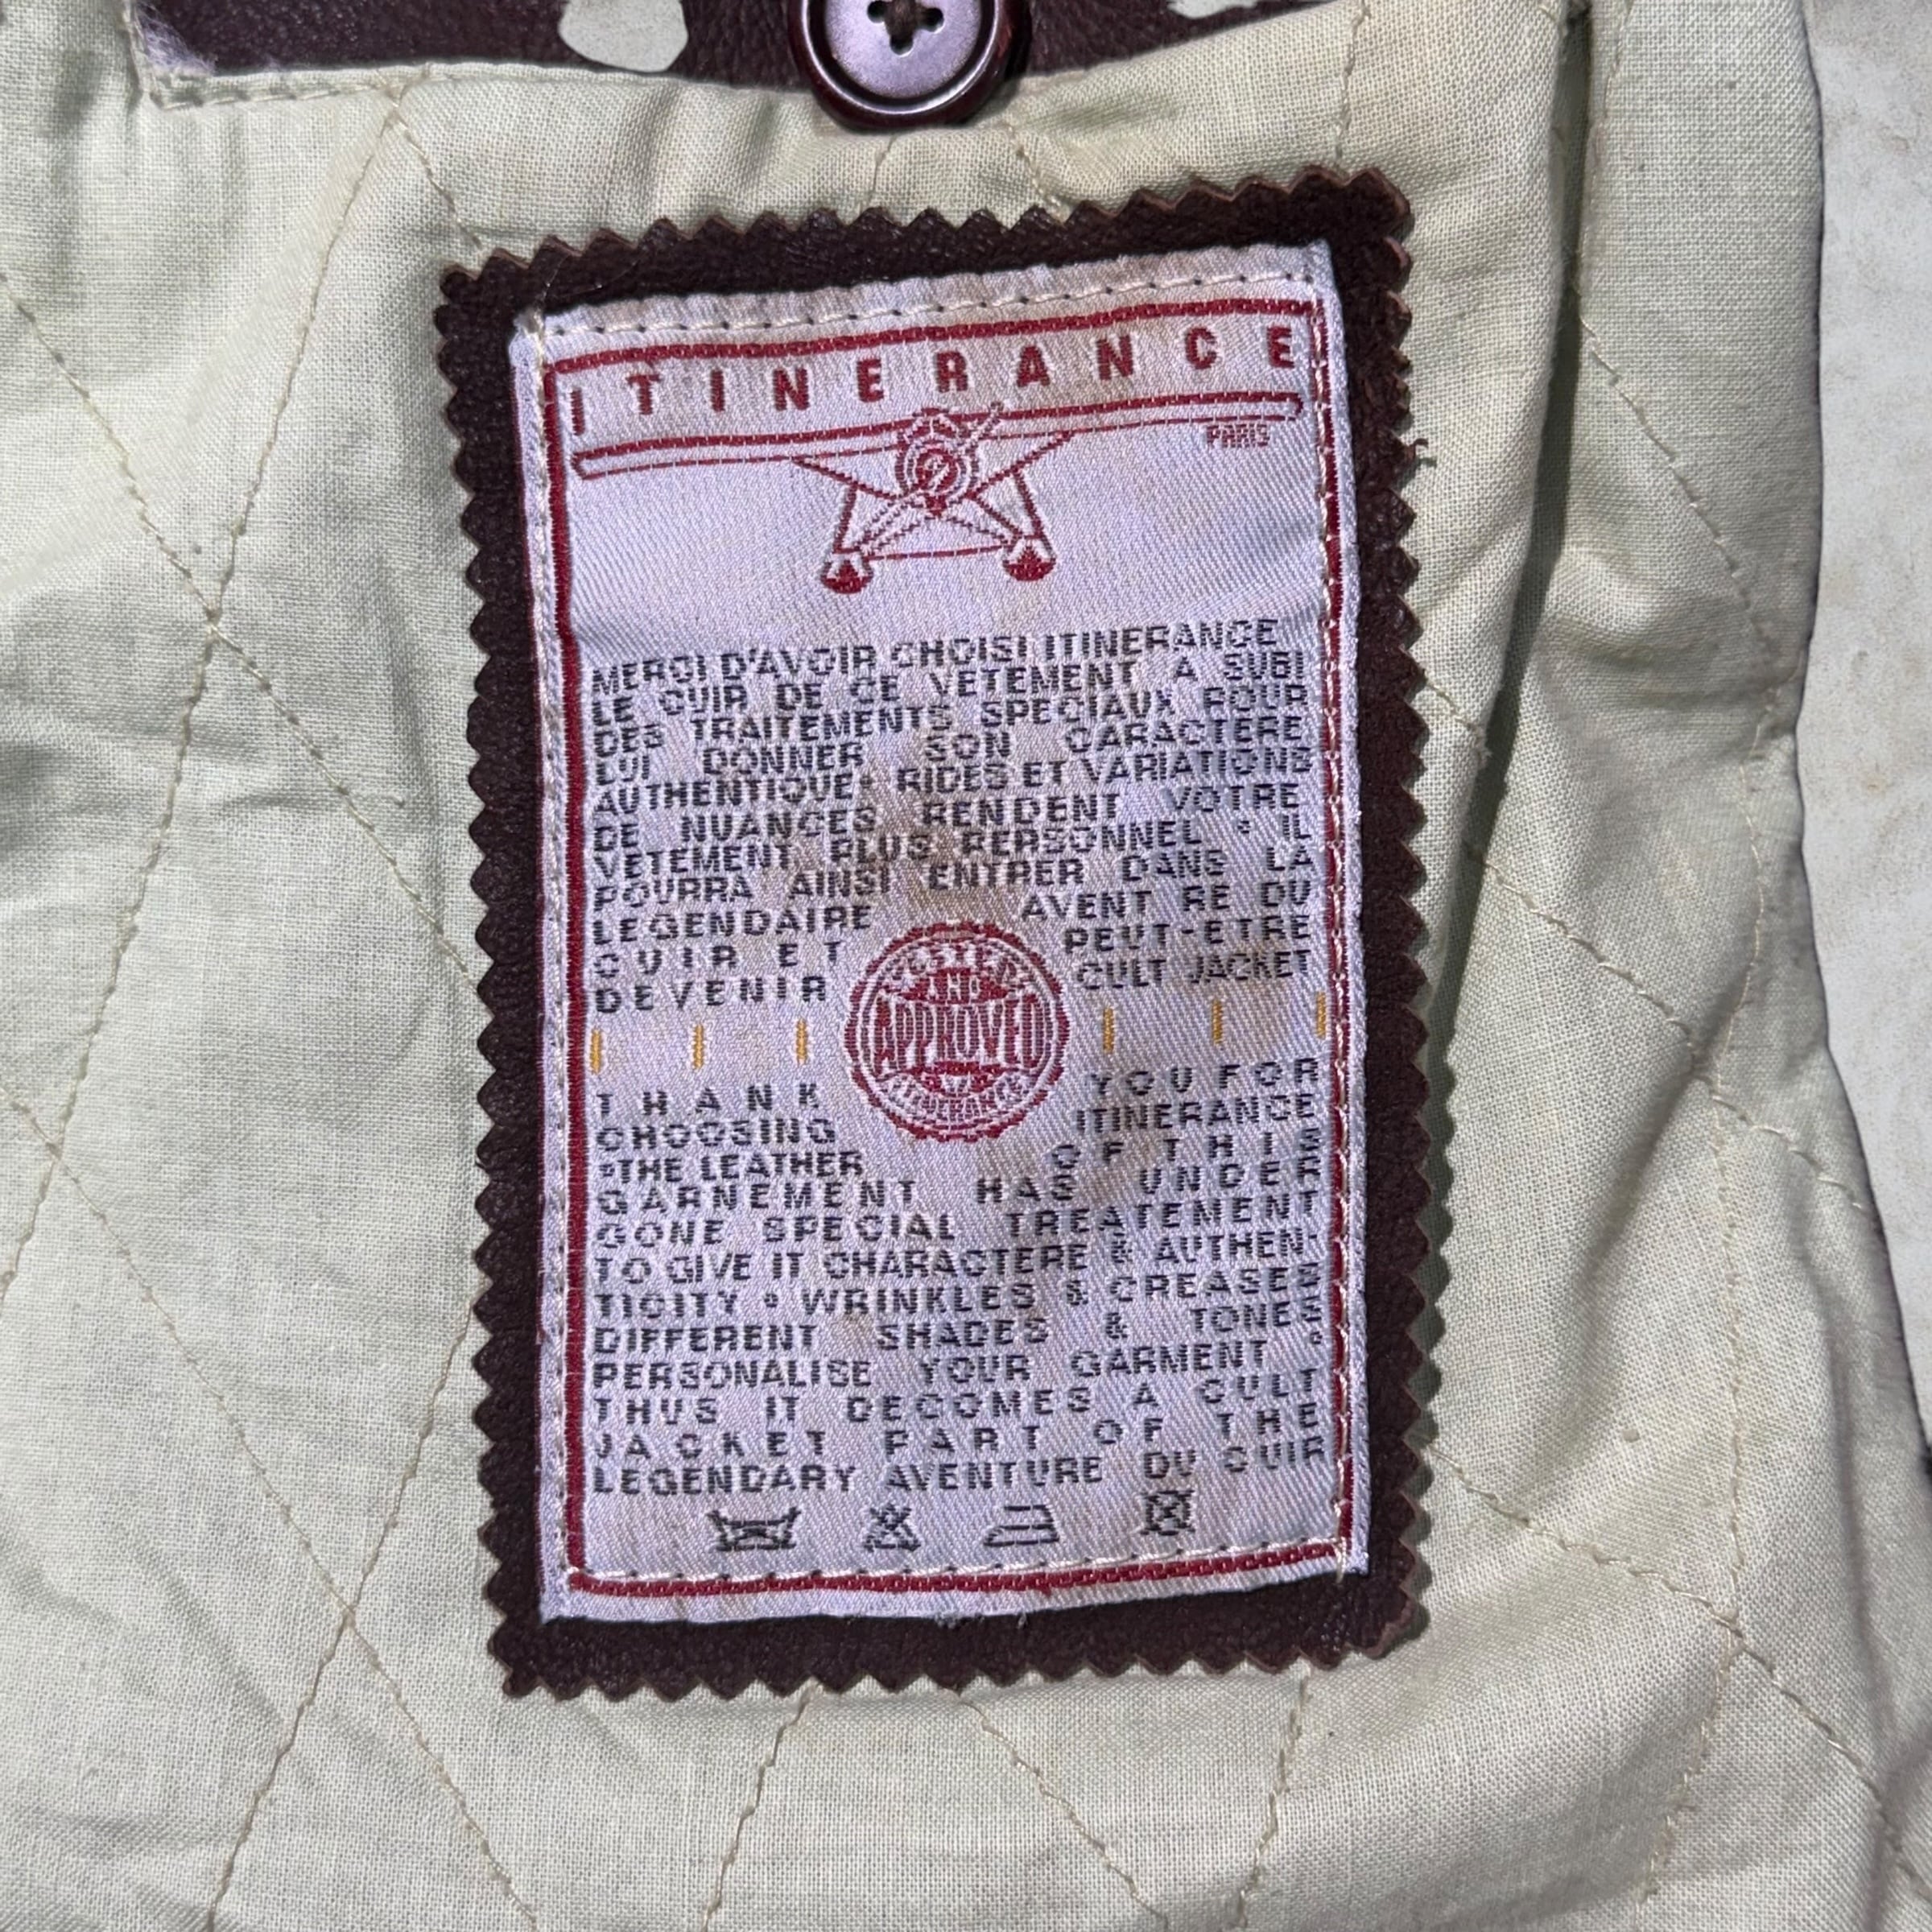 ITINERANCE
PARIS
MERCI D'AVOIR CHOISI ITINERANCE
LE CUIR DE CE VETEMENT A SUBI
DES TRAITEMENTS SPECIAUX POUR
LUI DONNER SON CARACTERE
AUTHENTIQUE° RIDES ET VARIATIONS
DE NUANCES RENDENT VOTRE
VETEMENT PLUS PERSONNEL ° IL
POURRA AINSI ENTRER DANS LA
LEGENDAIRE AVENT RE DU
CUIR ET PEUT-ETRE
DEVENIR CULT JACKET
APPROVED
ITINERANCE
THANK YOU FOR
CHOOSING ITINERANCE
°THE LEATHER OF THIS
GARNEMENT HAS UNDER
GONE SPECIAL TREATEMENT
TO GIVE IT CHARACTERE & AUTHEN-
TICITY ° WRINKLES & CREASES
DIFFERENT SHADES & TONES
PERSONALISE YOUR GARMENT °
THUS IT BECOMES A CULT
JACKET PART OF THE
LEGENDARY AVENTURE DU CUIR